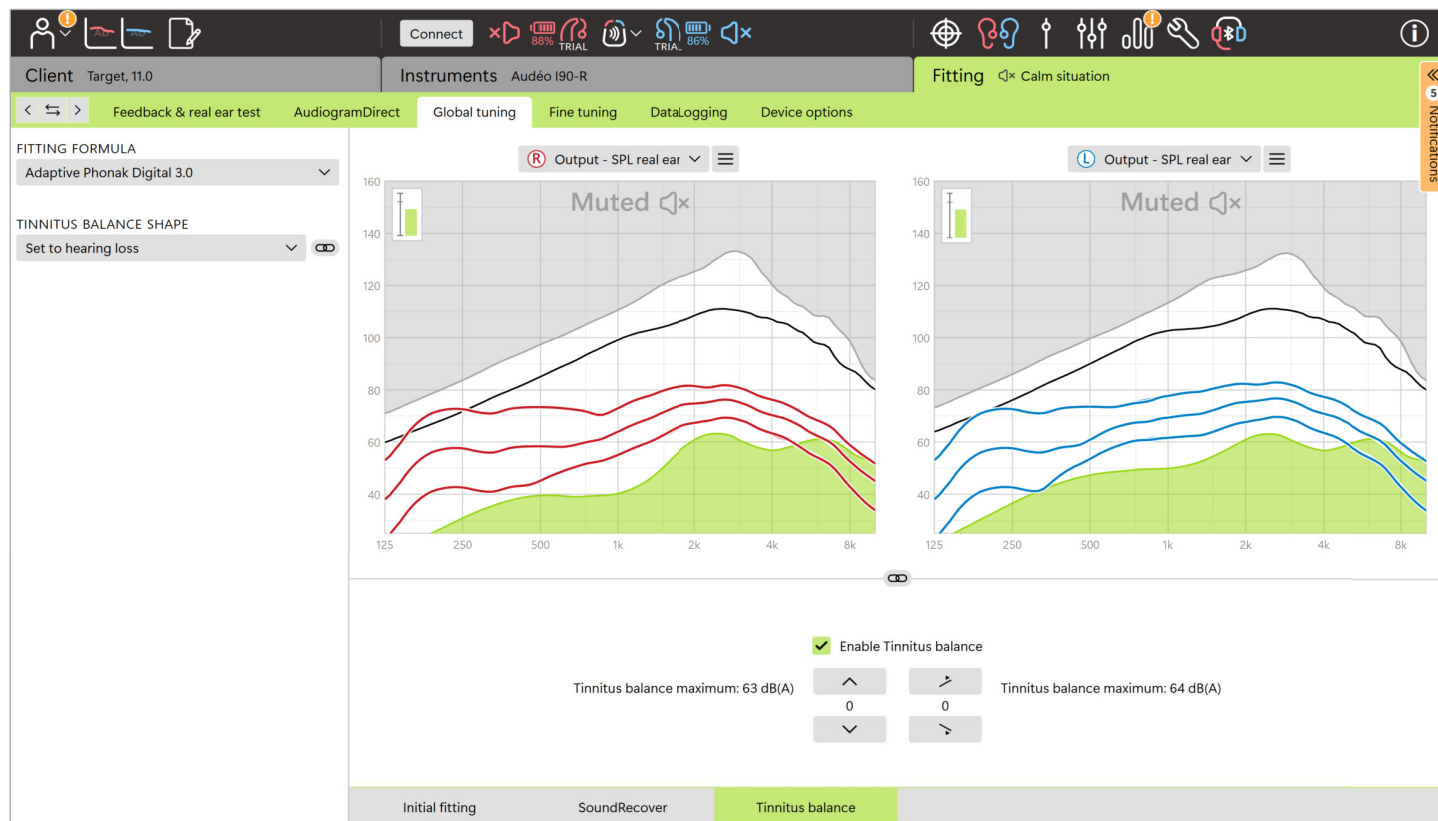 AD AD
Connect 88% TRIAL TRIAL 86%
Client Target, 11.0 Instruments Audéo I90-R Fitting Calm situation
5 Notifications
Feedback & real ear test AudiogramDirect Global tuning Fine tuning DataLogging Device options
FITTING FORMULA
Adaptive Phonak Digital 3.0
TINNITUS BALANCE SHAPE
Set to hearing loss
R Output - SPL real ear
Muted
160
140
120
100
80
60
40
125 250 500 1k 2k 4k 8k
L Output - SPL real ear
Muted
160
140
120
100
80
60
40
125 250 500 1k 2k 4k 8k
Enable Tinnitus balance
Tinnitus balance maximum: 63 dB(A) 0 0 Tinnitus balance maximum: 64 dB(A)
Initial fitting SoundRecover Tinnitus balance